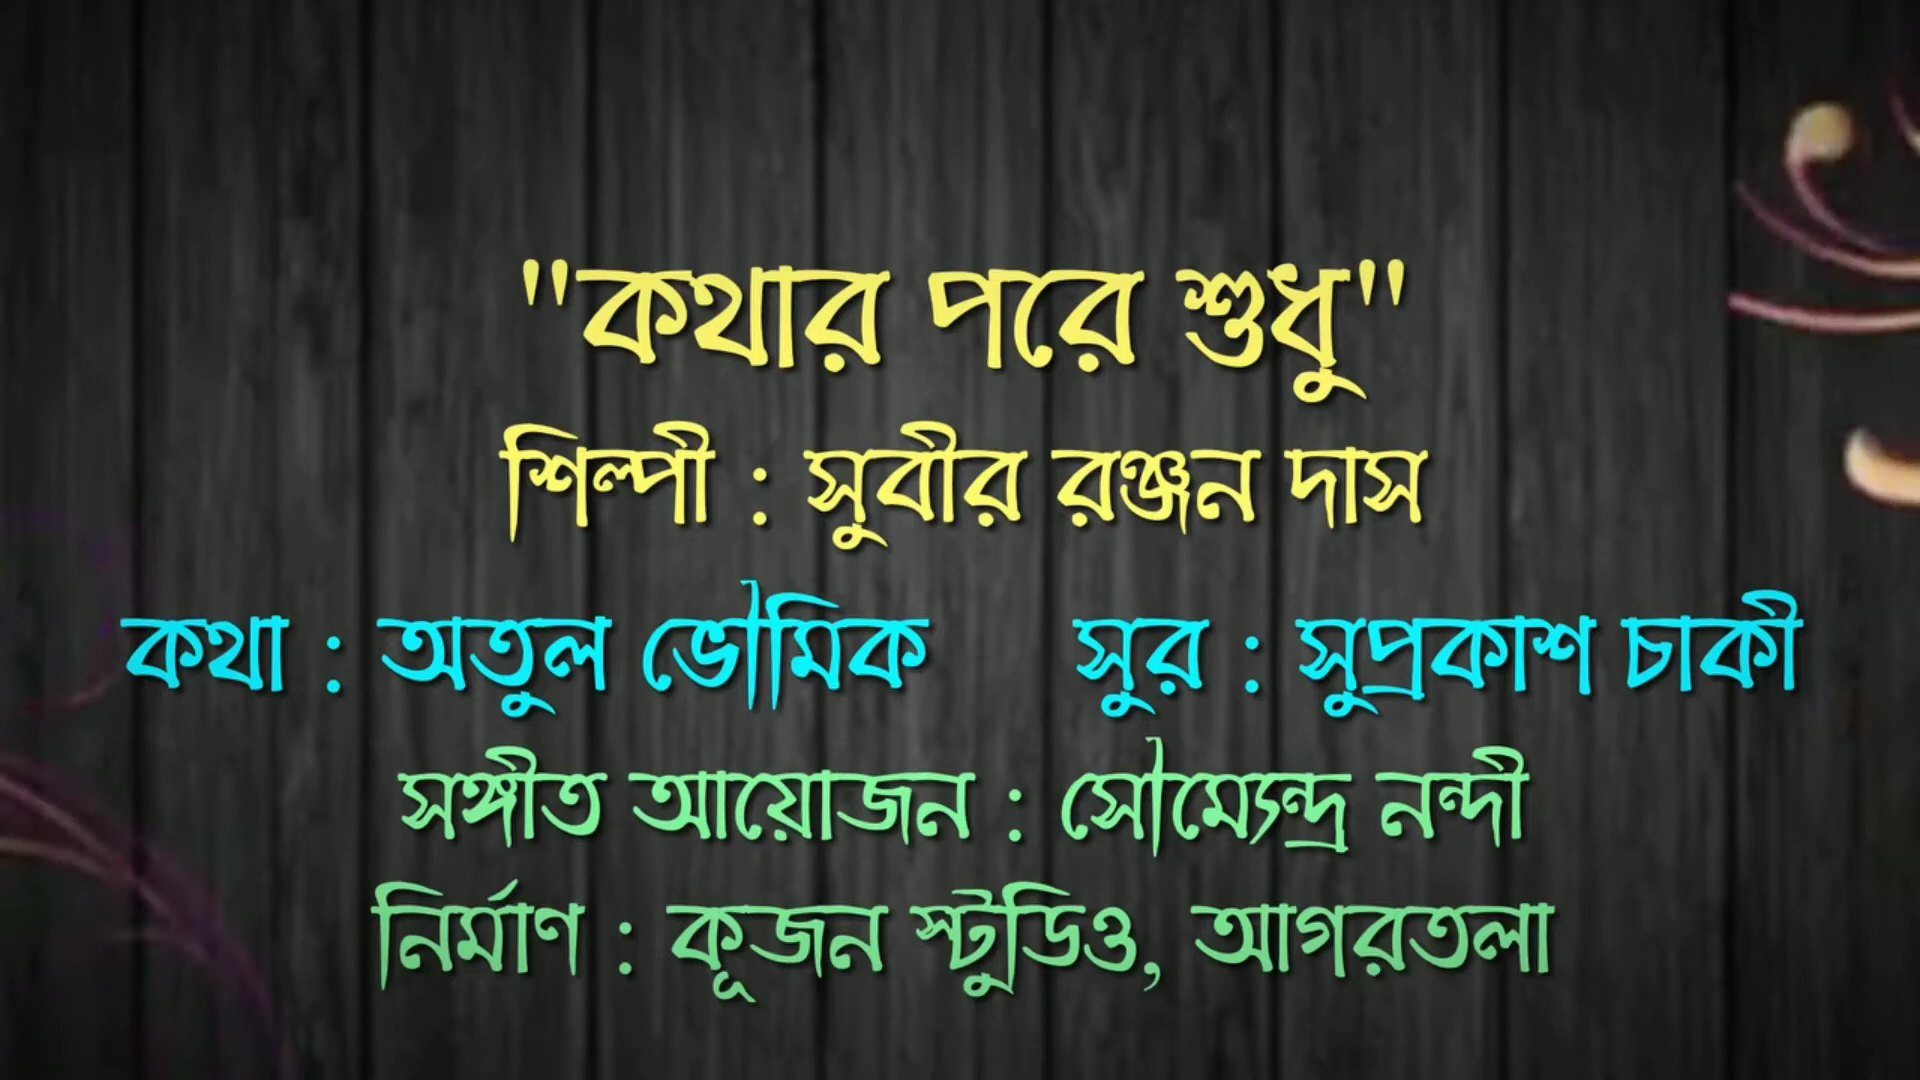 "কথার পরে শুধু"
শিল্পী : সুবীর রঞ্জন দাস
কথা : অতুল ভৌমিক সুর : সুপ্রকাশ চাকী
সঙ্গীত আয়োজন : সৌম্যেন্দ্র নন্দী
নির্মাণ : কূজন স্টুডিও, আগরতলা